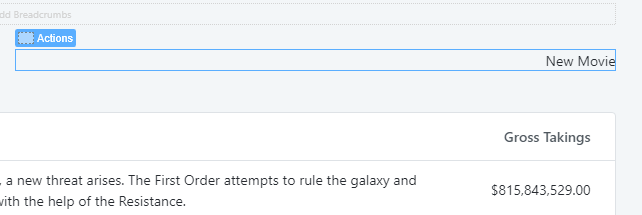 dd Breadcrumbs
Actions
New Movie
Gross Takings
, a new threat arises. The First Order attempts to rule the galaxy and
with the help of the Resistance.
$815,843,529.00